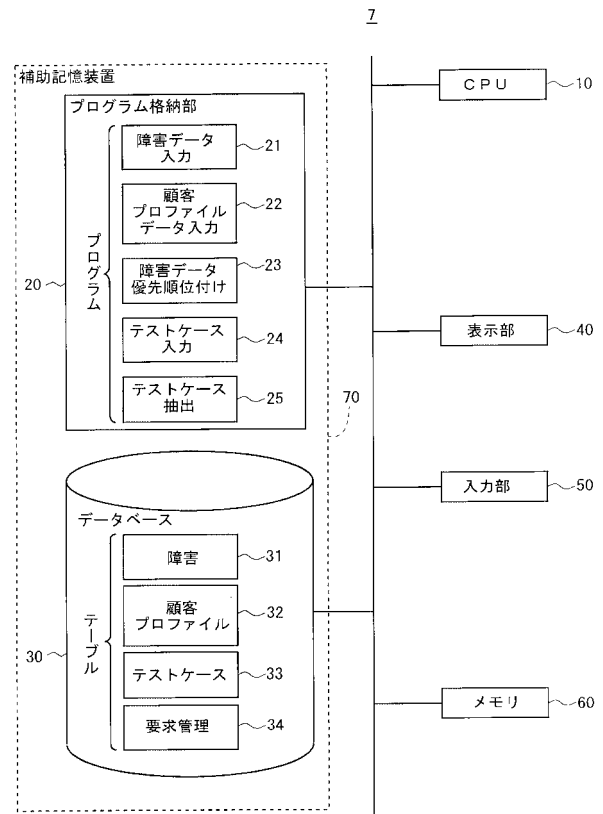 7
補助記憶装置
プログラム格納部
プログラム
障害データ
入力
21
顧客
プロファイル
データ入力
22
障害データ
優先順位付け
23
テストケース
入力
24
テストケース
抽出
25
20
70
データベース
テーブル
障害
31
顧客
プロファイル
32
テストケース
33
要求管理
34
30
CPU
10
表示部
40
入力部
50
メモリ
60